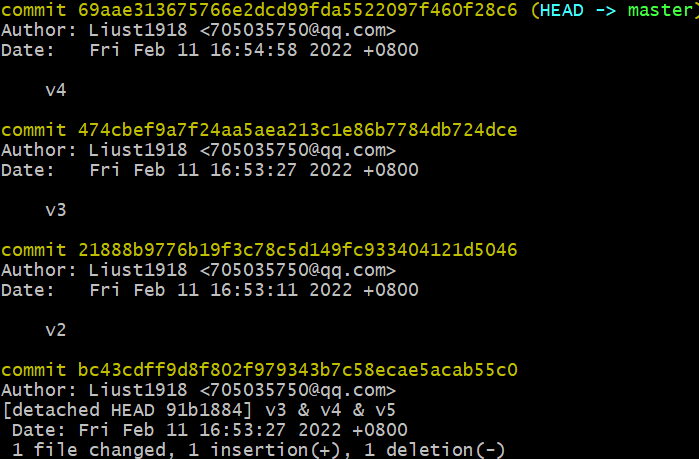 commit 69aae313675766e2dcd99fda5522097f460f28c6 (HEAD -> master)
Author: Liust1918 <705035750@qq.com>
Date:   Fri Feb 11 16:54:58 2022 +0800
v4
commit 474cbef9a7f24aa5aea213c1e86b7784db724dce
Author: Liust1918 <705035750@qq.com>
Date:   Fri Feb 11 16:53:27 2022 +0800
v3
commit 21888b9776b19f3c78c5d149fc933404121d5046
Author: Liust1918 <705035750@qq.com>
Date:   Fri Feb 11 16:53:11 2022 +0800
v2
commit bc43cdff9d8f802f979343b7c58ecae5acab55c0
Author: Liust1918 <705035750@qq.com>
[detached HEAD 91b1884] v3 & v4 & v5
Date: Fri Feb 11 16:53:27 2022 +0800
1 file changed, 1 insertion(+), 1 deletion(-)